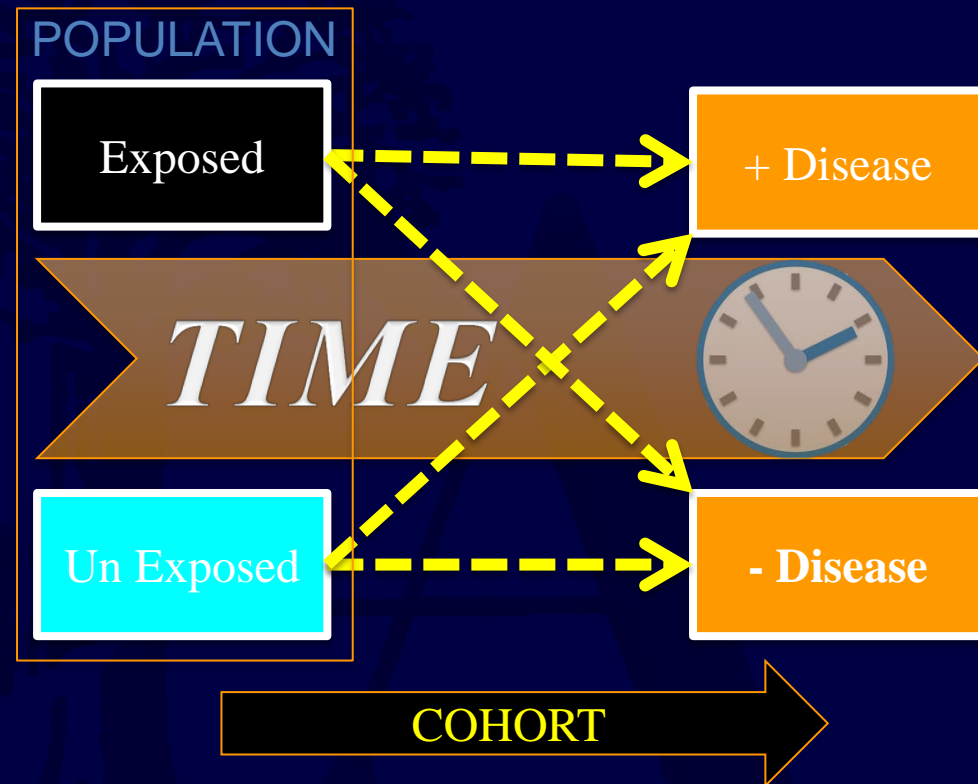 POPULATION
Exposed
+ Disease
TIME
Un Exposed
- Disease
COHORT